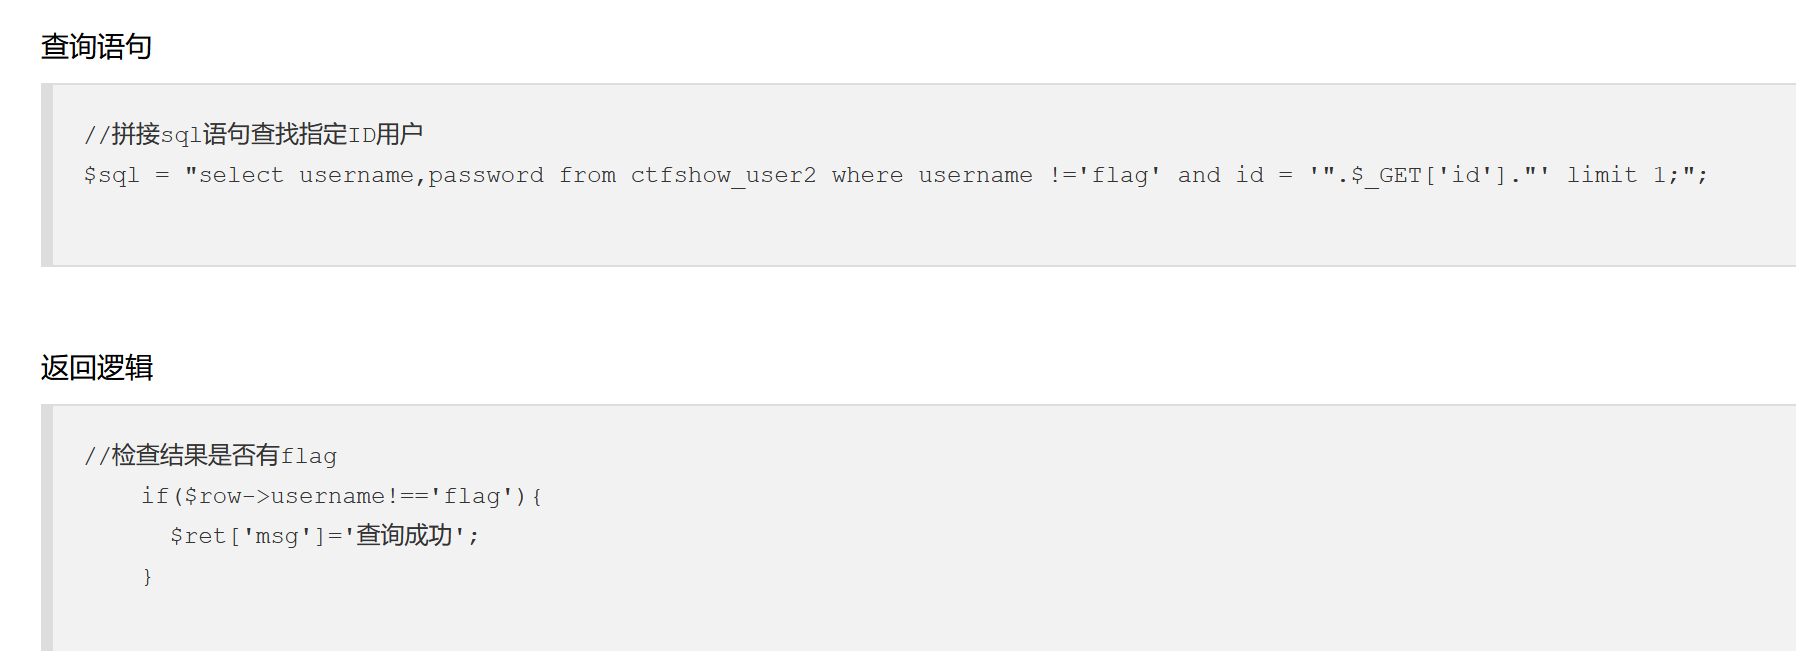 查询语句
//拼接sql语句查找指定ID用户
$sql = "select username,password from ctfshow_user2 where username !='flag' and id = '".$_GET['id']."' limit 1;";
返回逻辑
//检查结果是否有flag
if($row->username!=='flag'){
$ret['msg']='查询成功';
}